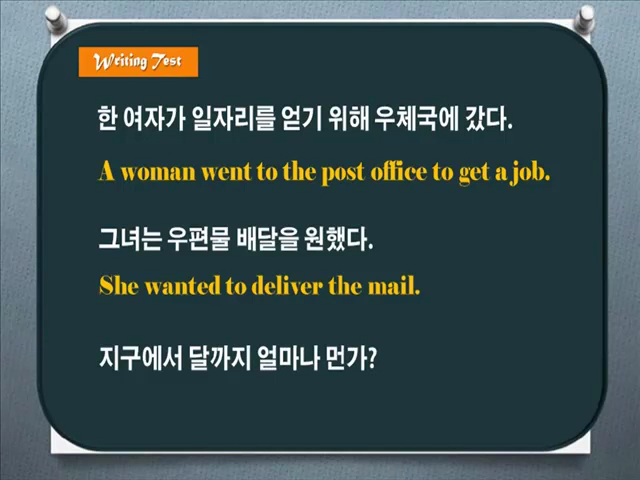 Writing Test
한 여자가 일자리를 얻기 위해 우체국에 갔다.
A woman went to the post office to get a job.
그녀는 우편물 배달을 원했다.
She wanted to deliver the mail.
지구에서 달까지 얼마나 먼가?